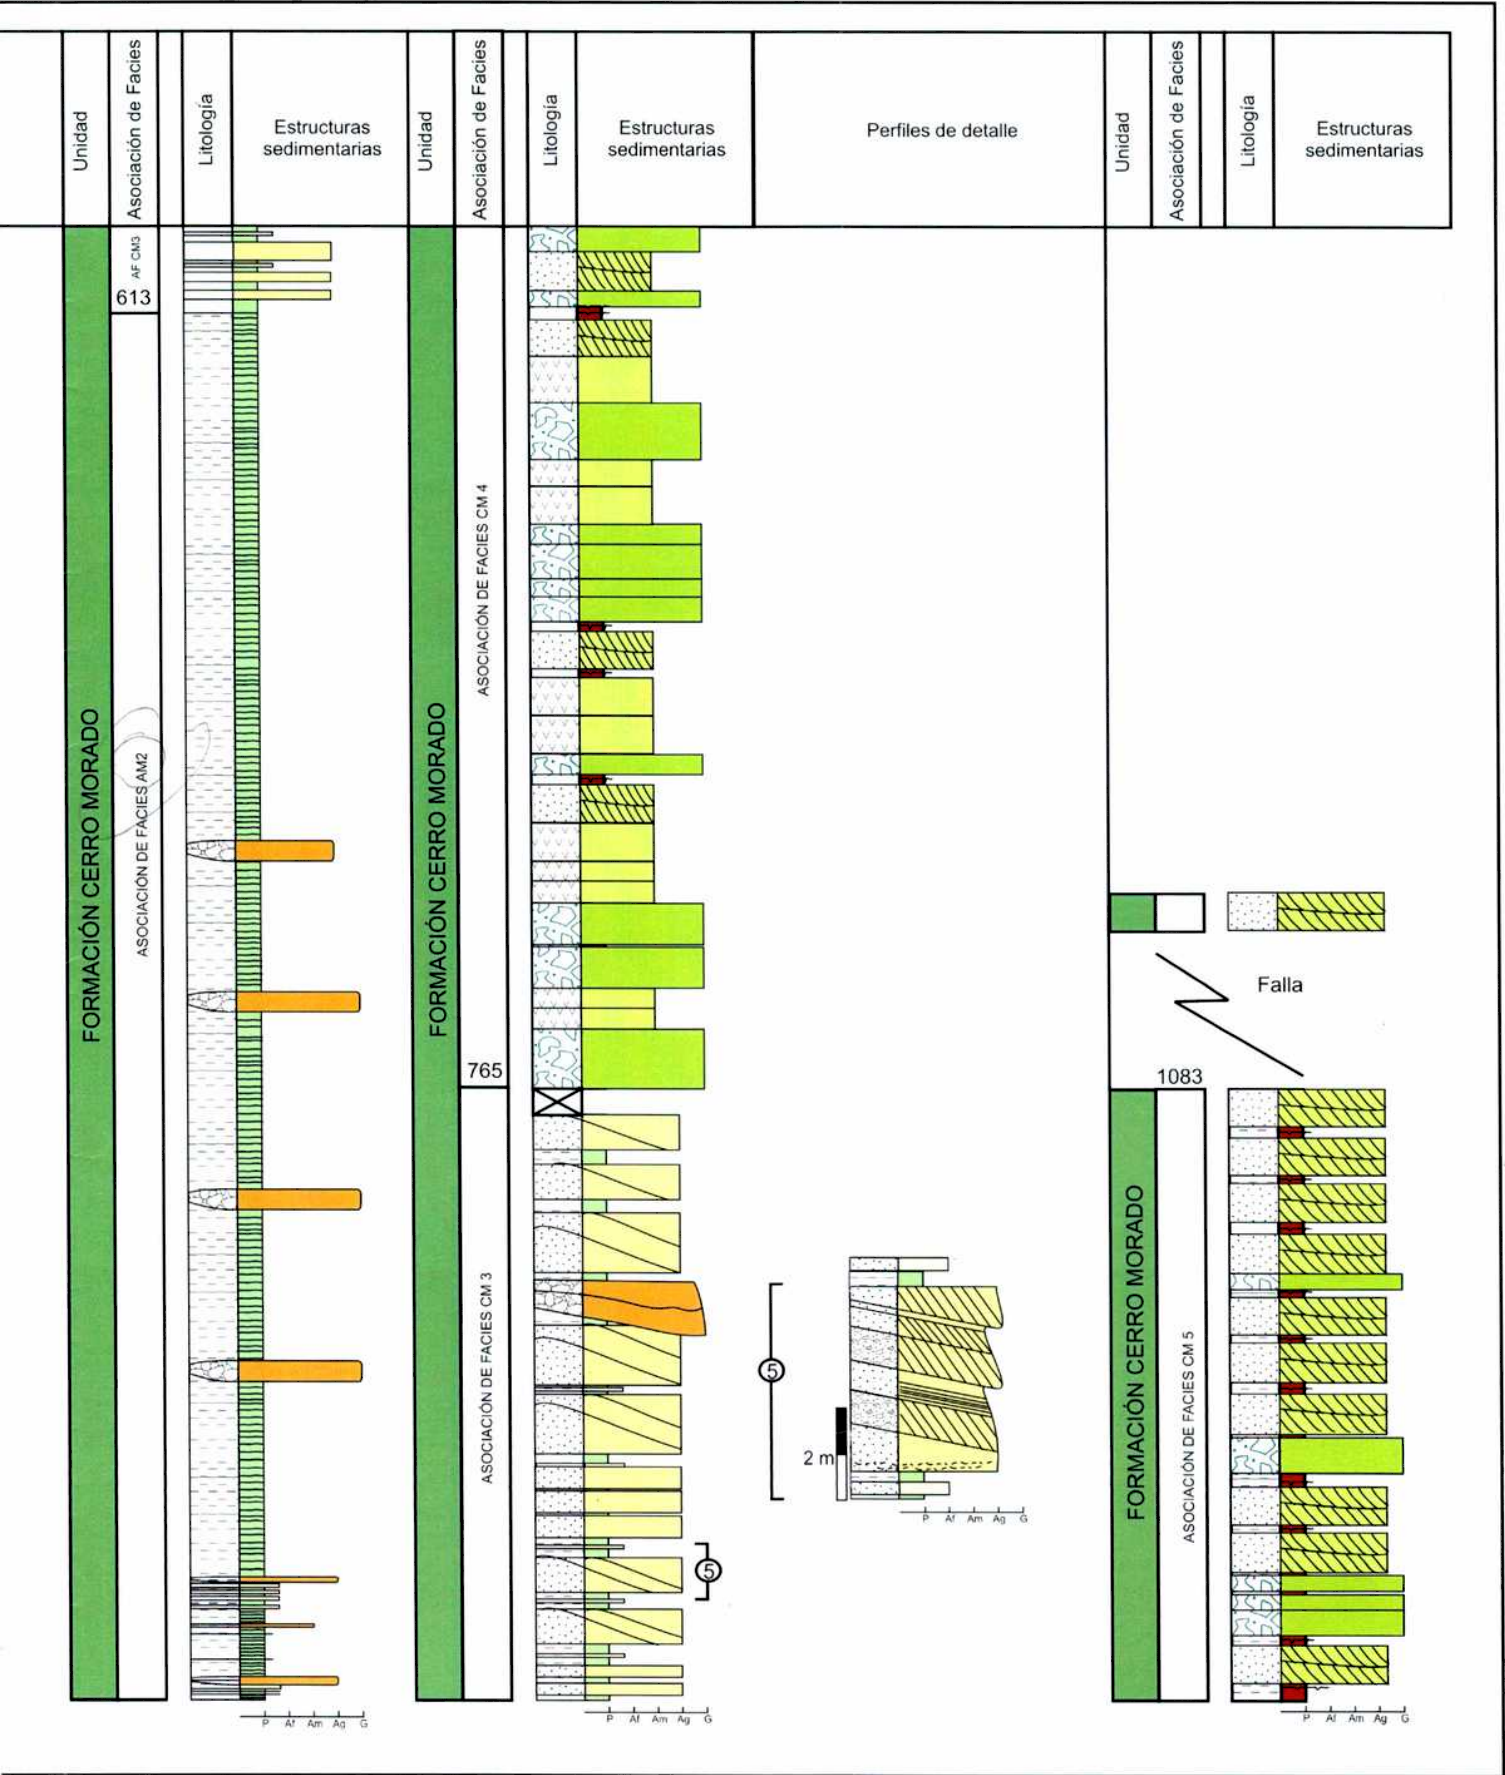 Unidad
Asociación de Facies
Litología
Estructuras
sedimentarias
Unidad
Asociación de Facies
Litología
Estructuras
sedimentarias
Perfiles de detalle
Unidad
Asociación de Facies
Litología
Estructuras
sedimentarias
AF CM3
613
FORMACIÓN CERRO MORADO
ASOCIACIÓN DE FACIES AM2
P Af Am Ag G
FORMACIÓN CERRO MORADO
ASOCIACIÓN DE FACIES CM 4
765
ASOCIACIÓN DE FACIES CM 3
5
P Af Am Ag G
5
2 m
P Af Am Ag G
Falla
1083
FORMACIÓN CERRO MORADO
ASOCIACIÓN DE FACIES CM 5
P Af Am Ag G